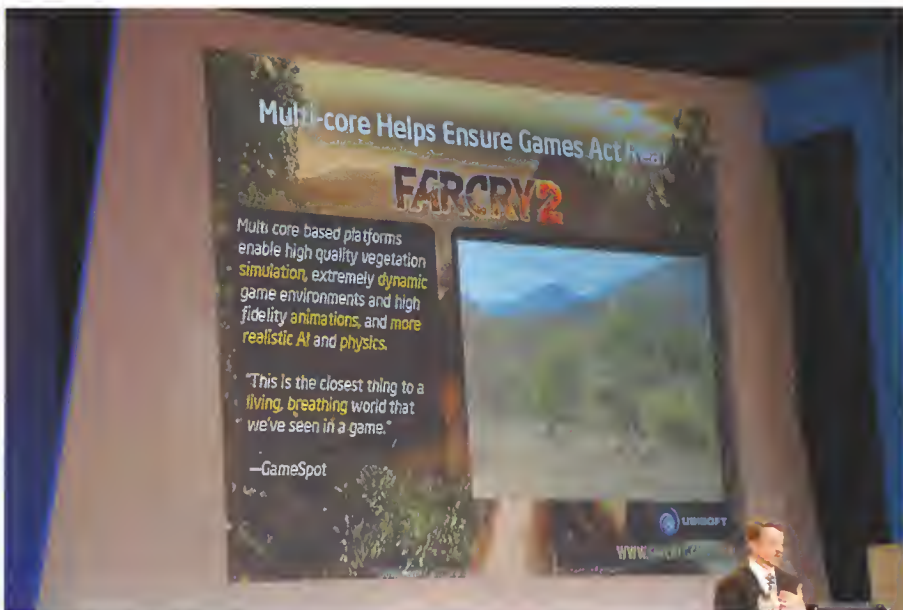 Multi-core Helps Ensure Games Act Real
FARCRY2
Multi core based platforms
enable high quality vegetation
simulation, extremely dynamic
game environments and high
fidelity animations, and more
realistic AI and physics.
"This is the closest thing to a
living, breathing world that
we've seen in a game."
—GameSpot
UBISOFT
WWW.